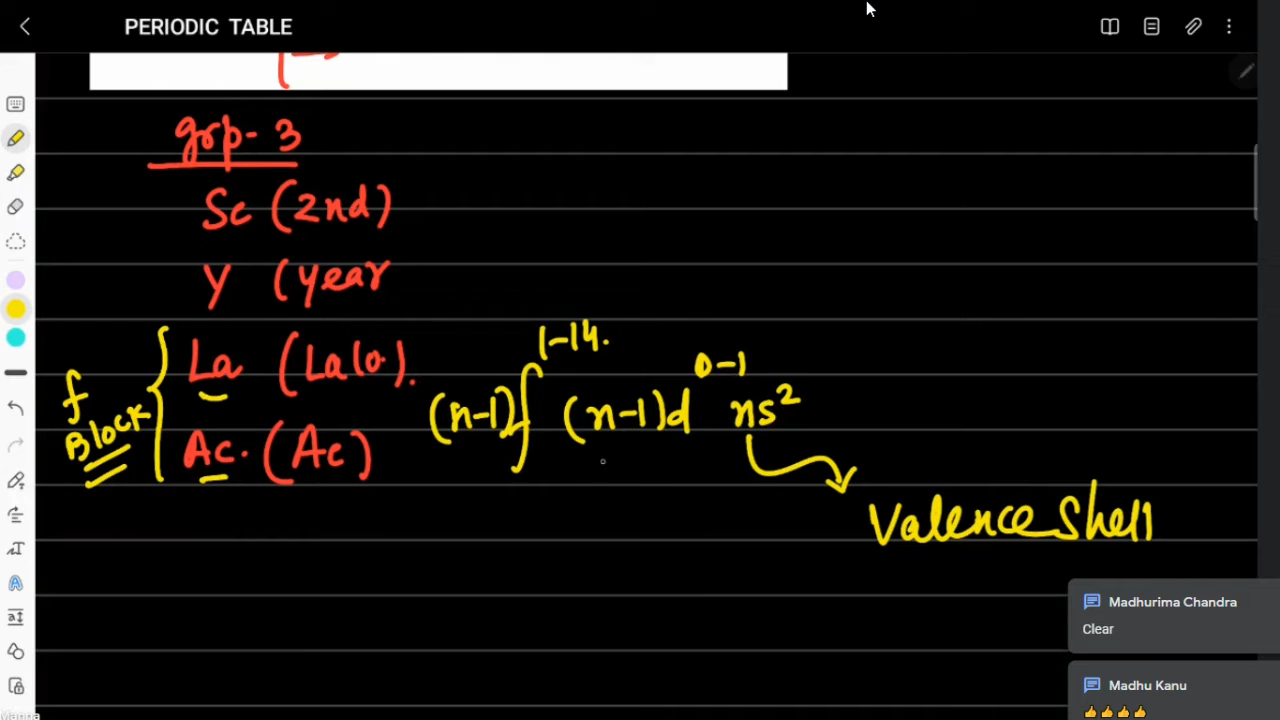 PERIODIC TABLE
grp- 3
Sc (2nd)
Y (year
La (Lalo).
Ac. (Ac)
f
Block
(n-1)f 1-14. (n-1)d 0-1 ns²
Valence Shell
Madhurima Chandra
Clear
Madhu Kanu
👍👍👍👍